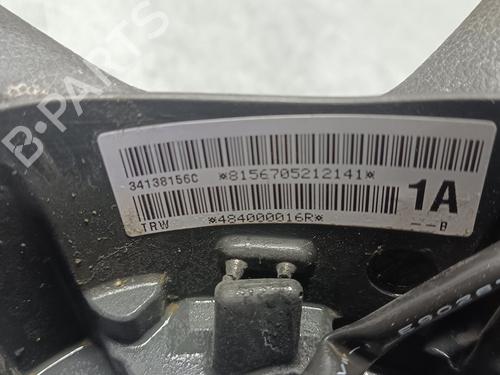 B-PARTS
34138156C *8156705212141*
1A
TRW *484000016R* --B